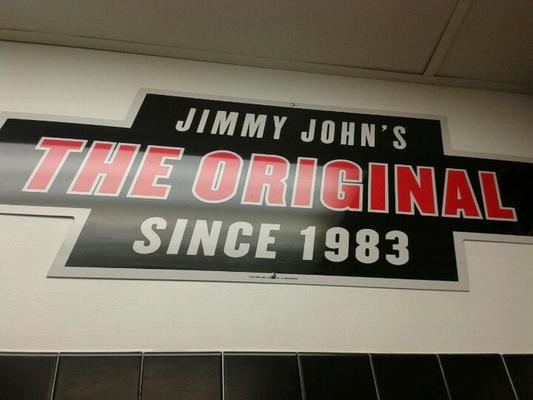 JIMMY JOHN'S
THE ORIGINAL
SINCE 1983